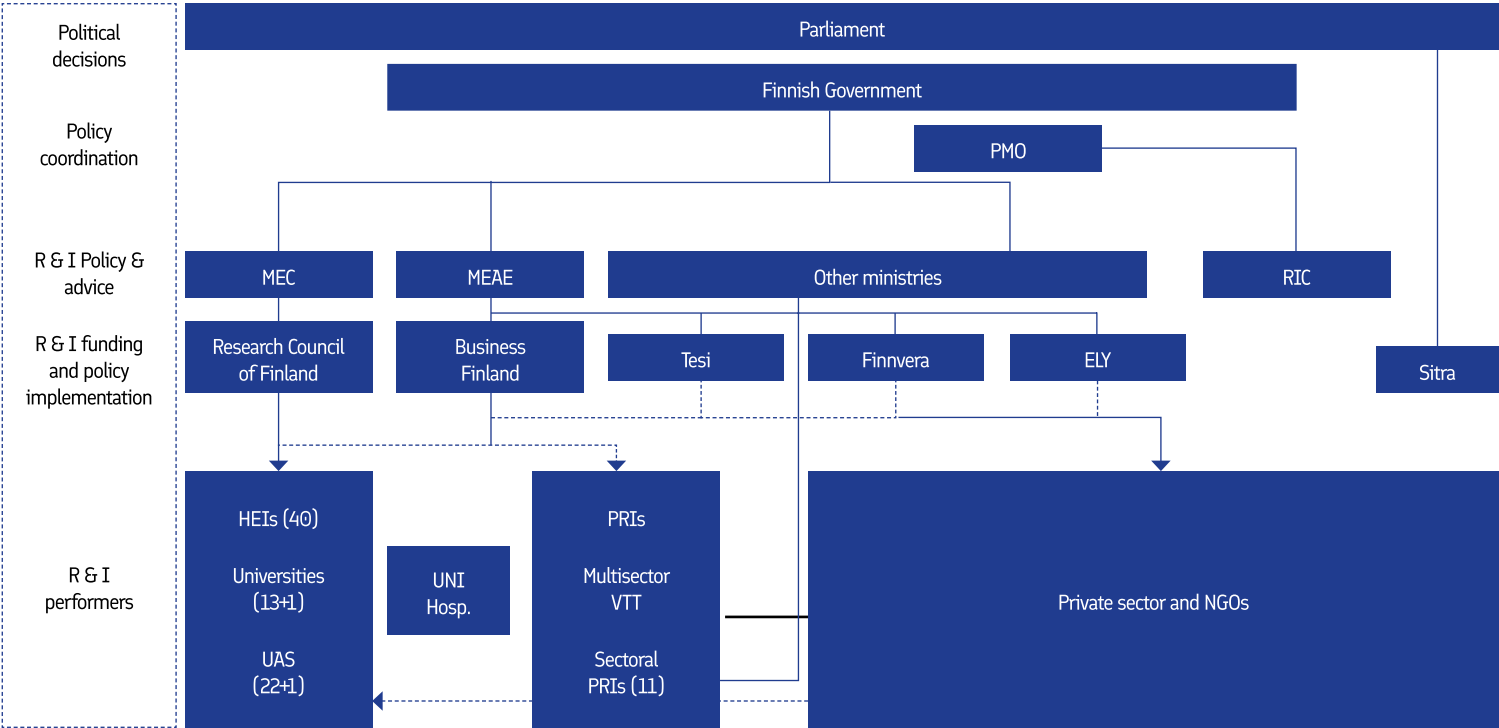 Political
decisions
Parliament
Finnish Government
Policy
coordination
PMO
R & I Policy &
advice
MEC
MEAE
Other ministries
RIC
R & I funding
and policy
implementation
Research Council
of Finland
Business
Finland
Tesi
Finnvera
ELY
Sitra
R & I
performers
HEIs (40)
Universities
(13+1)
UAS
(22+1)
UNI
Hosp.
PRIs
Multisector
VTT
Sectoral
PRIs (11)
Private sector and NGOs